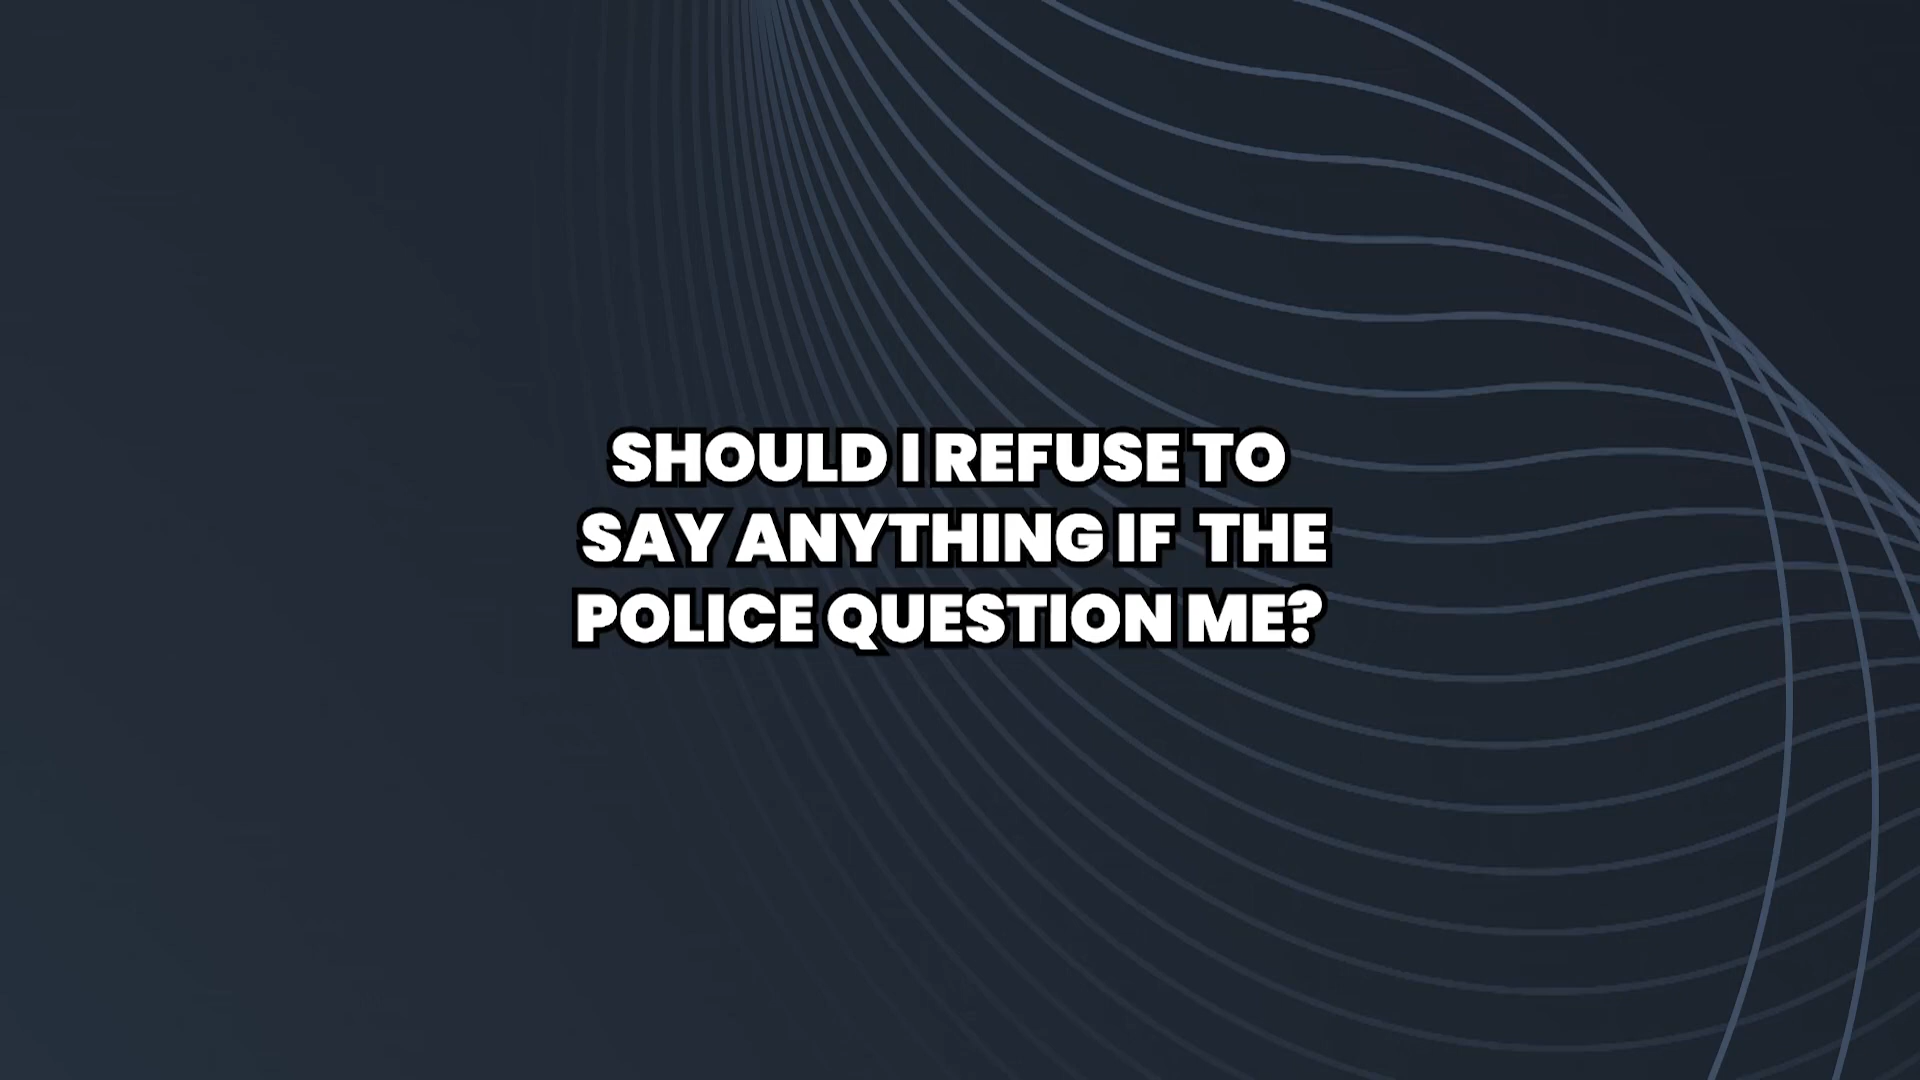 SHOULD I REFUSE TO
SAY ANYTHING IF THE
POLICE QUESTION ME?